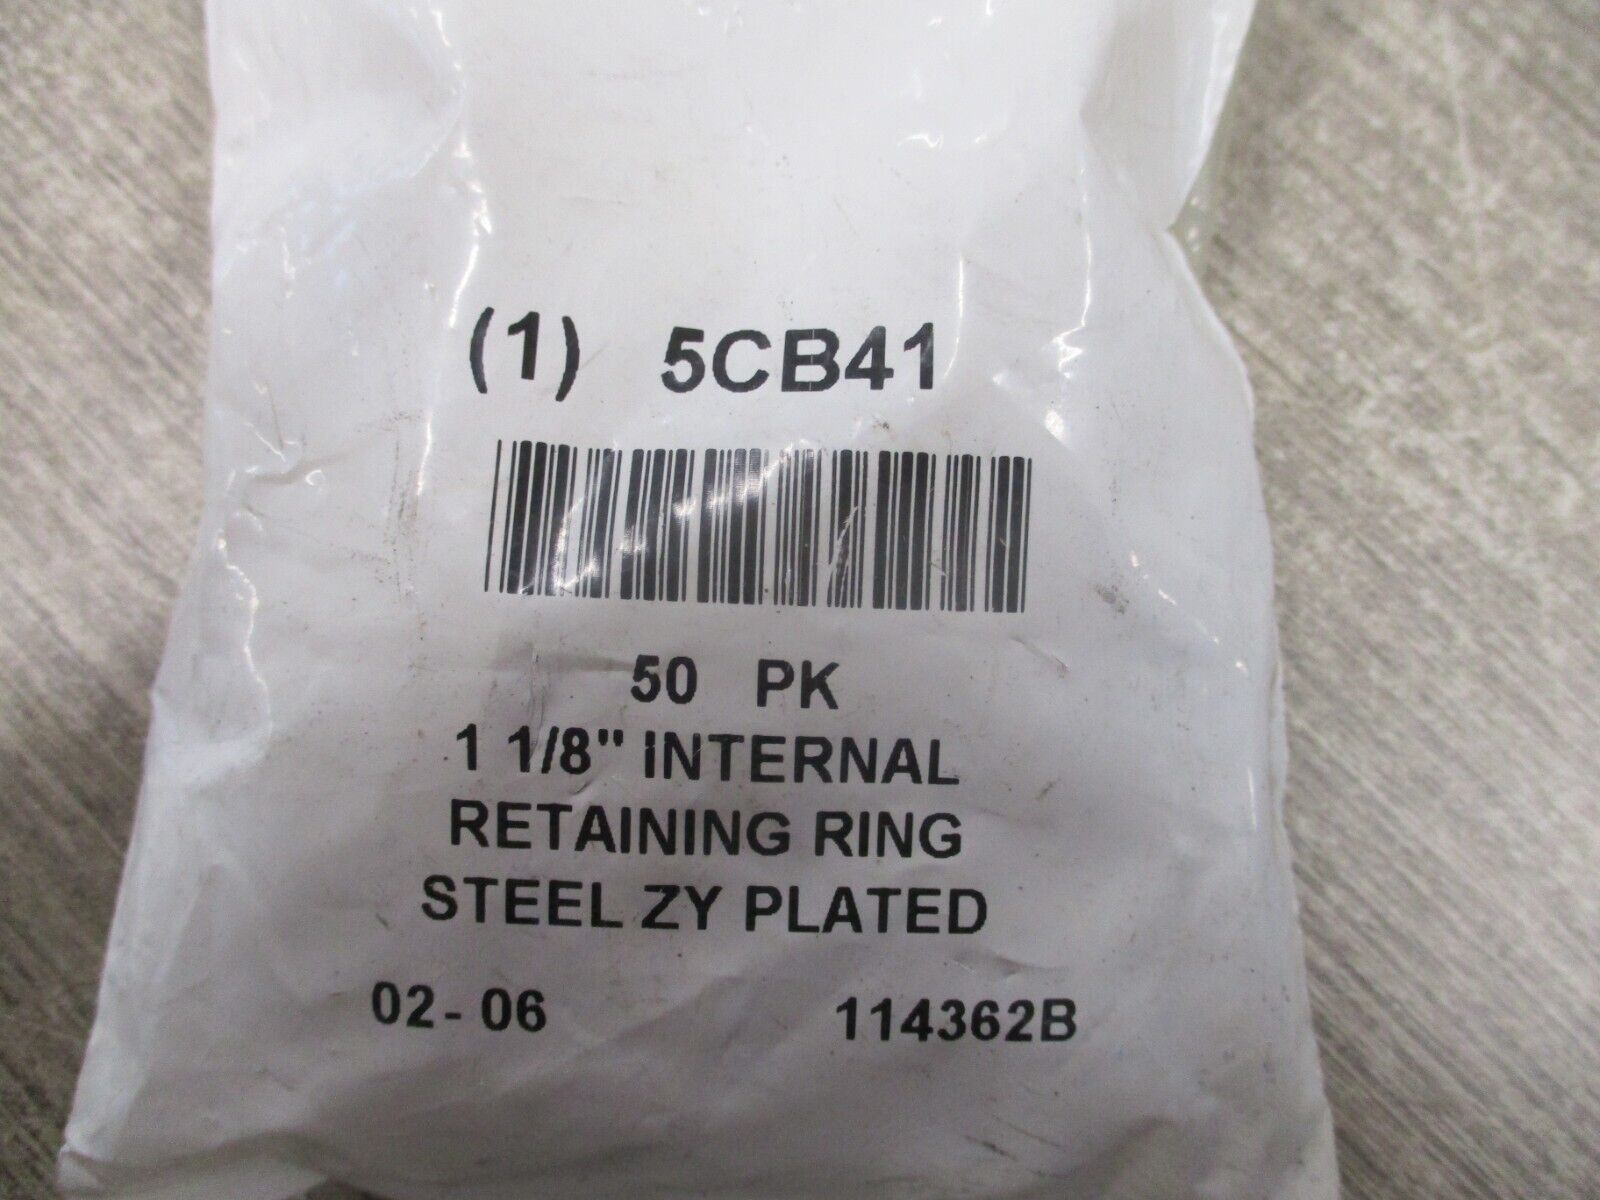 (1) 5CB41
50 PK
1 1/8" INTERNAL
RETAINING RING
STEEL ZY PLATED
02-06 114362B